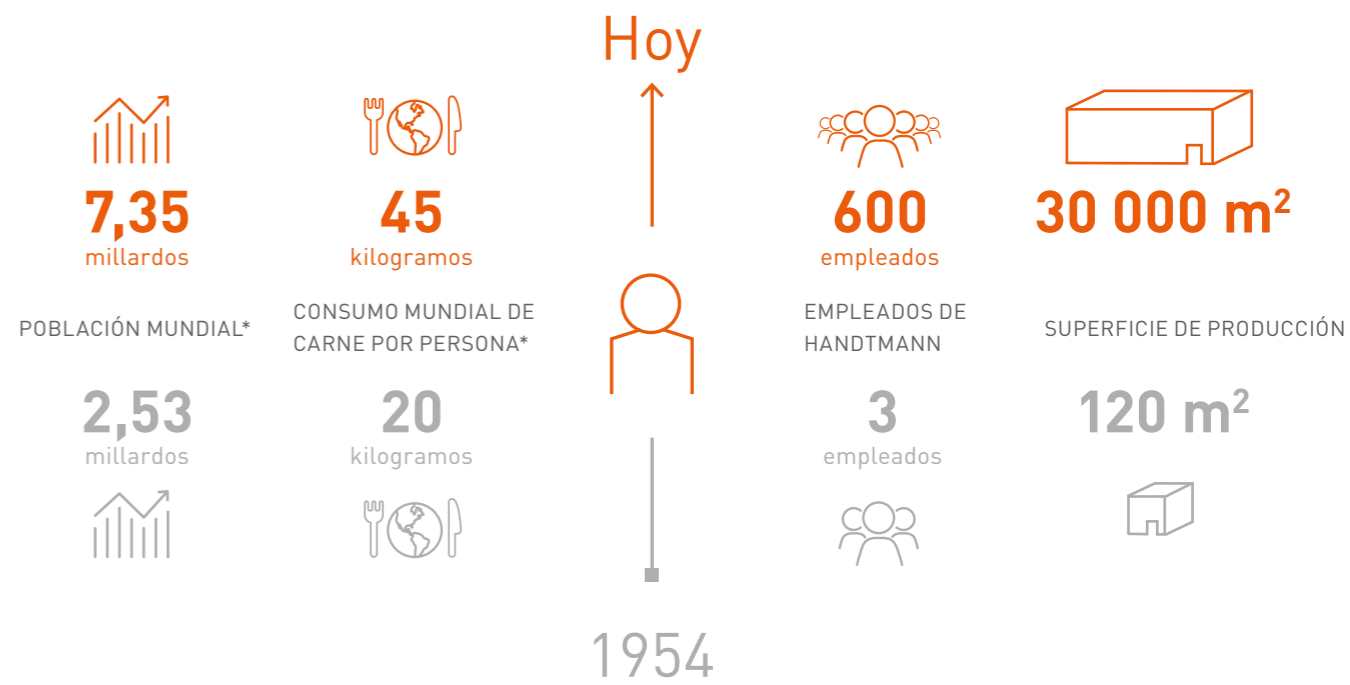 Hoy
7,35
millardos
45
kilogramos
600
empleados
30 000 m²
POBLACIÓN MUNDIAL*
CONSUMO MUNDIAL DE
CARNE POR PERSONA*
EMPLEADOS DE
HANDTMANN
SUPERFICIE DE PRODUCCIÓN
2,53
millardos
20
kilogramos
3
empleados
120 m²
1954